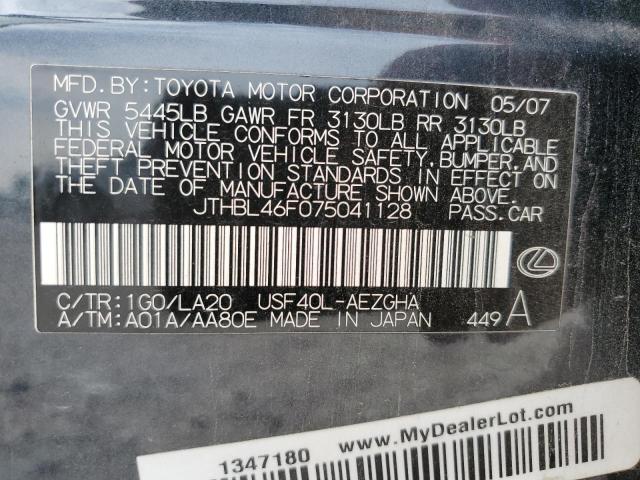 MFD. BY: TOYOTA MOTOR CORPORATION 05/07
GVWR 5445LB GAWR FR 3130LB RR 3130LB
THIS VEHICLE CONFORMS TO ALL APPLICABLE
FEDERAL MOTOR VEHICLE SAFETY, BUMPER, AND
THEFT PREVENTION STANDARDS IN EFFECT ON
THE DATE OF MANUFACTURE SHOWN ABOVE.
JTHBL46F075041128 PASS. CAR
C/TR: 1G0/LA20 USF40L-AEZGHA
A/TM: A01A/AA80E MADE IN JAPAN 449 A
1347180 www.MyDealerLot.com